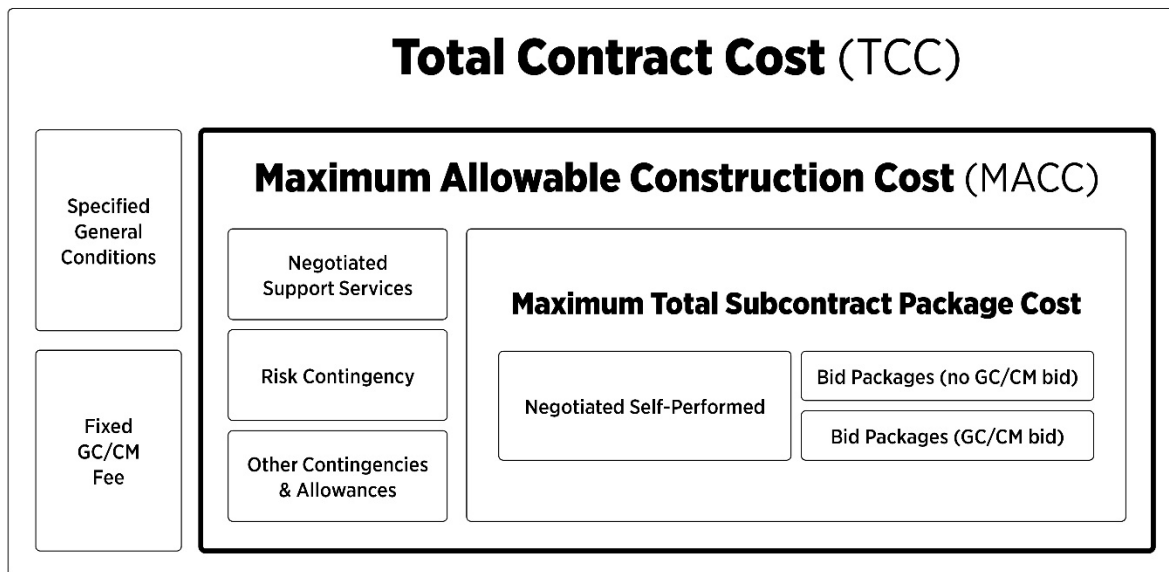 Total Contract Cost (TCC)
Specified
General
Conditions
Fixed
GC/CM
Fee
Maximum Allowable Construction Cost (MACC)
Negotiated
Support Services
Risk Contingency
Other Contingencies
& Allowances
Maximum Total Subcontract Package Cost
Negotiated Self-Performed
Bid Packages (no GC/CM bid)
Bid Packages (GC/CM bid)